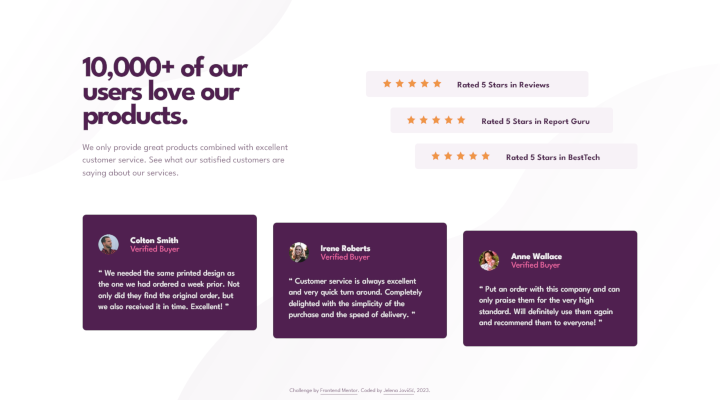 10,000+ of our
users love our
products.
We only provide great products combined with excellent
customer service. See what our satisfied customers are
saying about our services.
Rated 5 Stars in Reviews
Rated 5 Stars in Report Guru
Rated 5 Stars in BestTech
Colton Smith
Verified Buyer
“ We needed the same printed design as
the one we had ordered a week prior. Not
only did they find the original order, but
we also received it in time. Excellent! ”
Irene Roberts
Verified Buyer
“ Customer service is always excellent
and very quick turn around. Completely
delighted with the simplicity of the
purchase and the speed of delivery. ”
Anne Wallace
Verified Buyer
“ Put an order with this company and can
only praise them for the very high
standard. Will definitely use them again
and recommend them to everyone! ”
Challenge by Frontend Mentor. Coded by Jelena Jovičić, 2023.